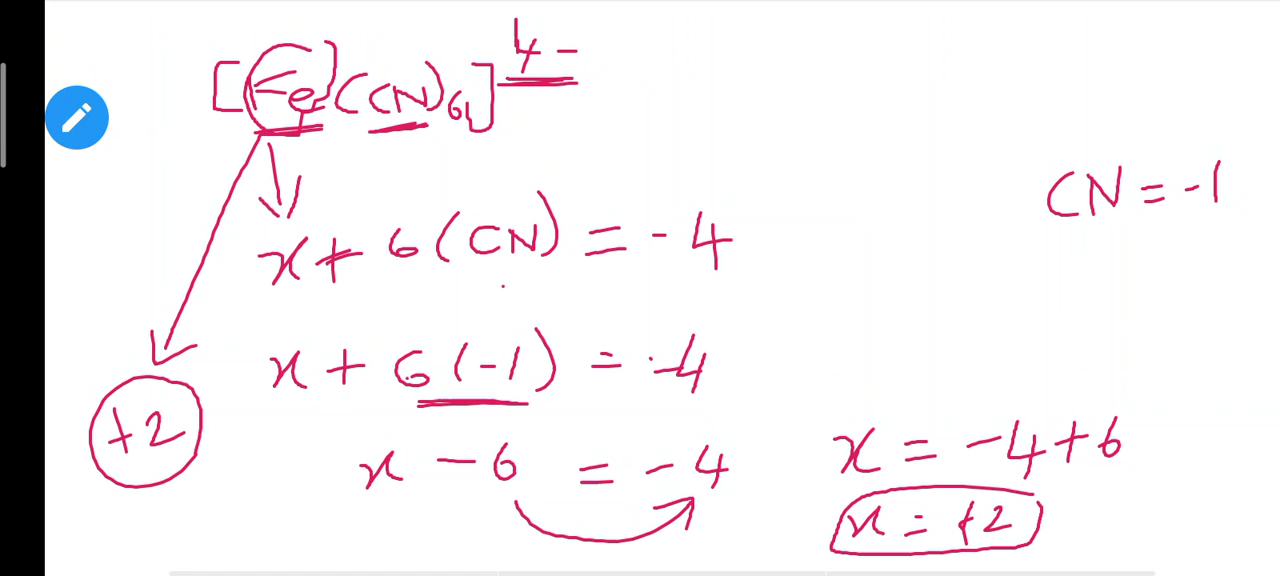 [Fe(CN)6]4-
CN = -1
x + 6(CN) = -4
x + 6(-1) = -4
+2
x - 6 = -4
x = -4+6
x = +2